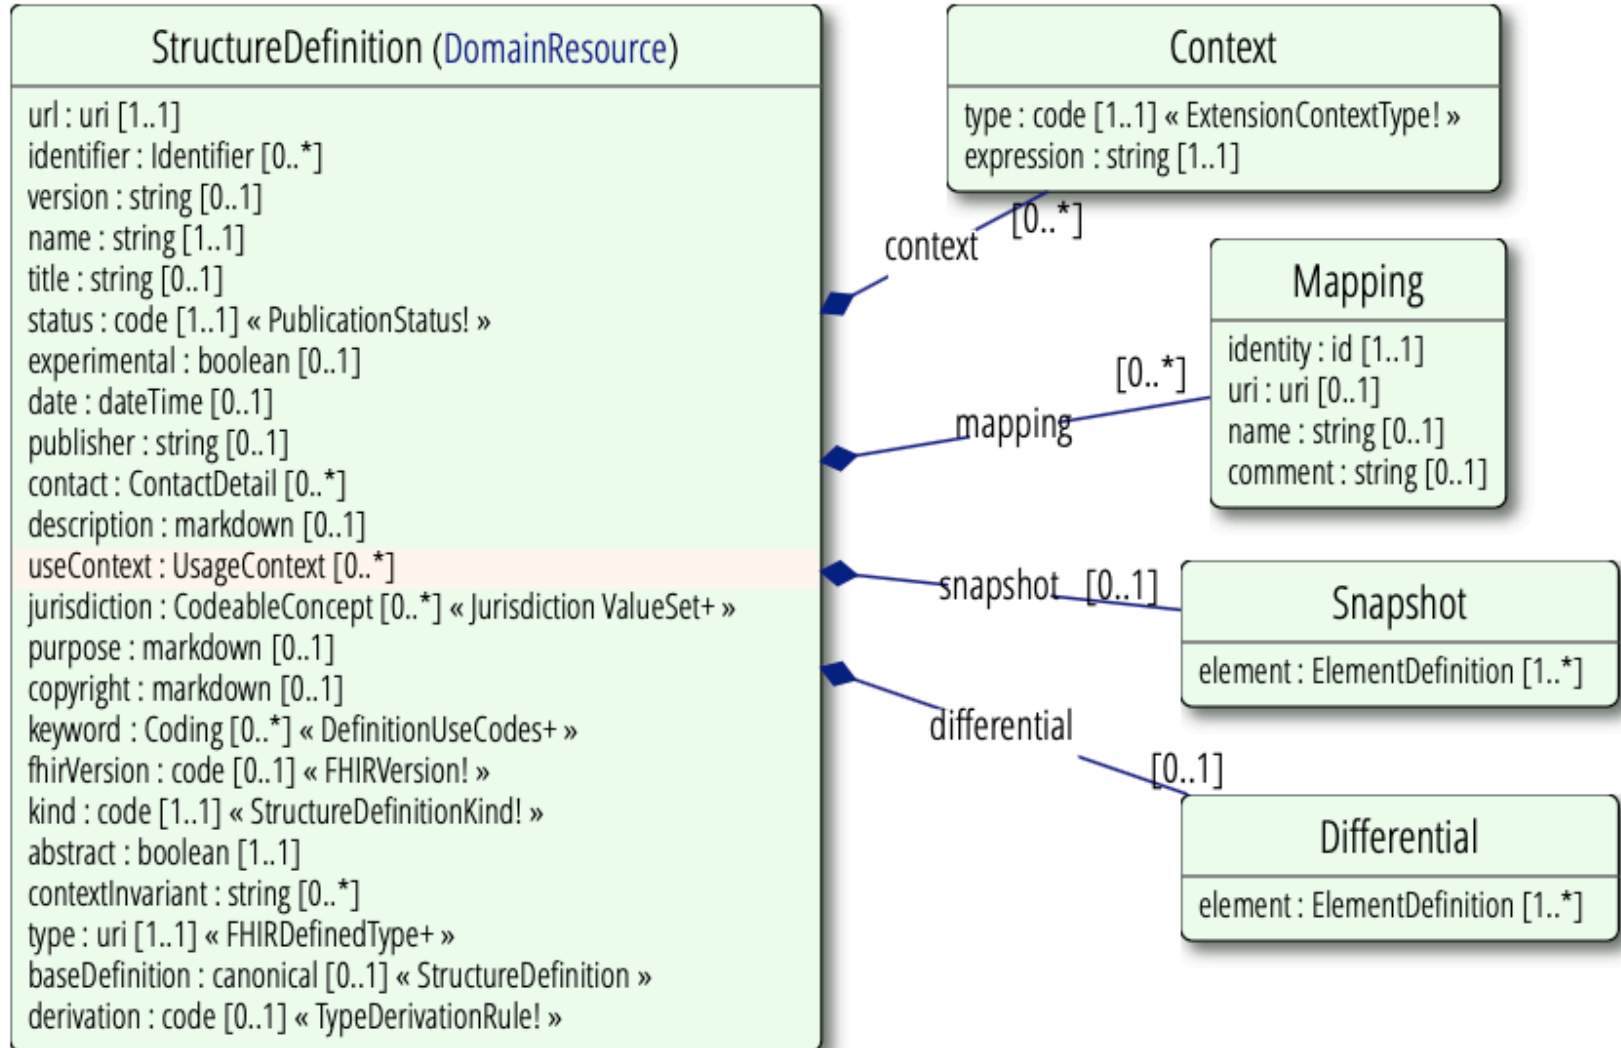 StructureDefinition (DomainResource)
url : uri [1..1]
identifier : Identifier [0..*]
version : string [0..1]
name : string [1..1]
title : string [0..1]
status : code [1..1] « PublicationStatus! »
experimental : boolean [0..1]
date : dateTime [0..1]
publisher : string [0..1]
contact : ContactDetail [0..*]
description : markdown [0..1]
useContext : UsageContext [0..*]
jurisdiction : CodeableConcept [0..*] « Jurisdiction ValueSet+ »
purpose : markdown [0..1]
copyright : markdown [0..1]
keyword : Coding [0..*] « DefinitionUseCodes+ »
fhirVersion : code [0..1] « FHIRVersion! »
kind : code [1..1] « StructureDefinitionKind! »
abstract : boolean [1..1]
contextInvariant : string [0..*]
type : uri [1..1] « FHIRDefinedType+ »
baseDefinition : canonical [0..1] « StructureDefinition »
derivation : code [0..1] « TypeDerivationRule! »
Context
type : code [1..1] « ExtensionContextType! »
expression : string [1..1]
context
[0..*]
Mapping
identity : id [1..1]
uri : uri [0..1]
name : string [0..1]
comment : string [0..1]
mapping
[0..*]
snapshot
[0..1]
Snapshot
element : ElementDefinition [1..*]
differential
[0..1]
Differential
element : ElementDefinition [1..*]